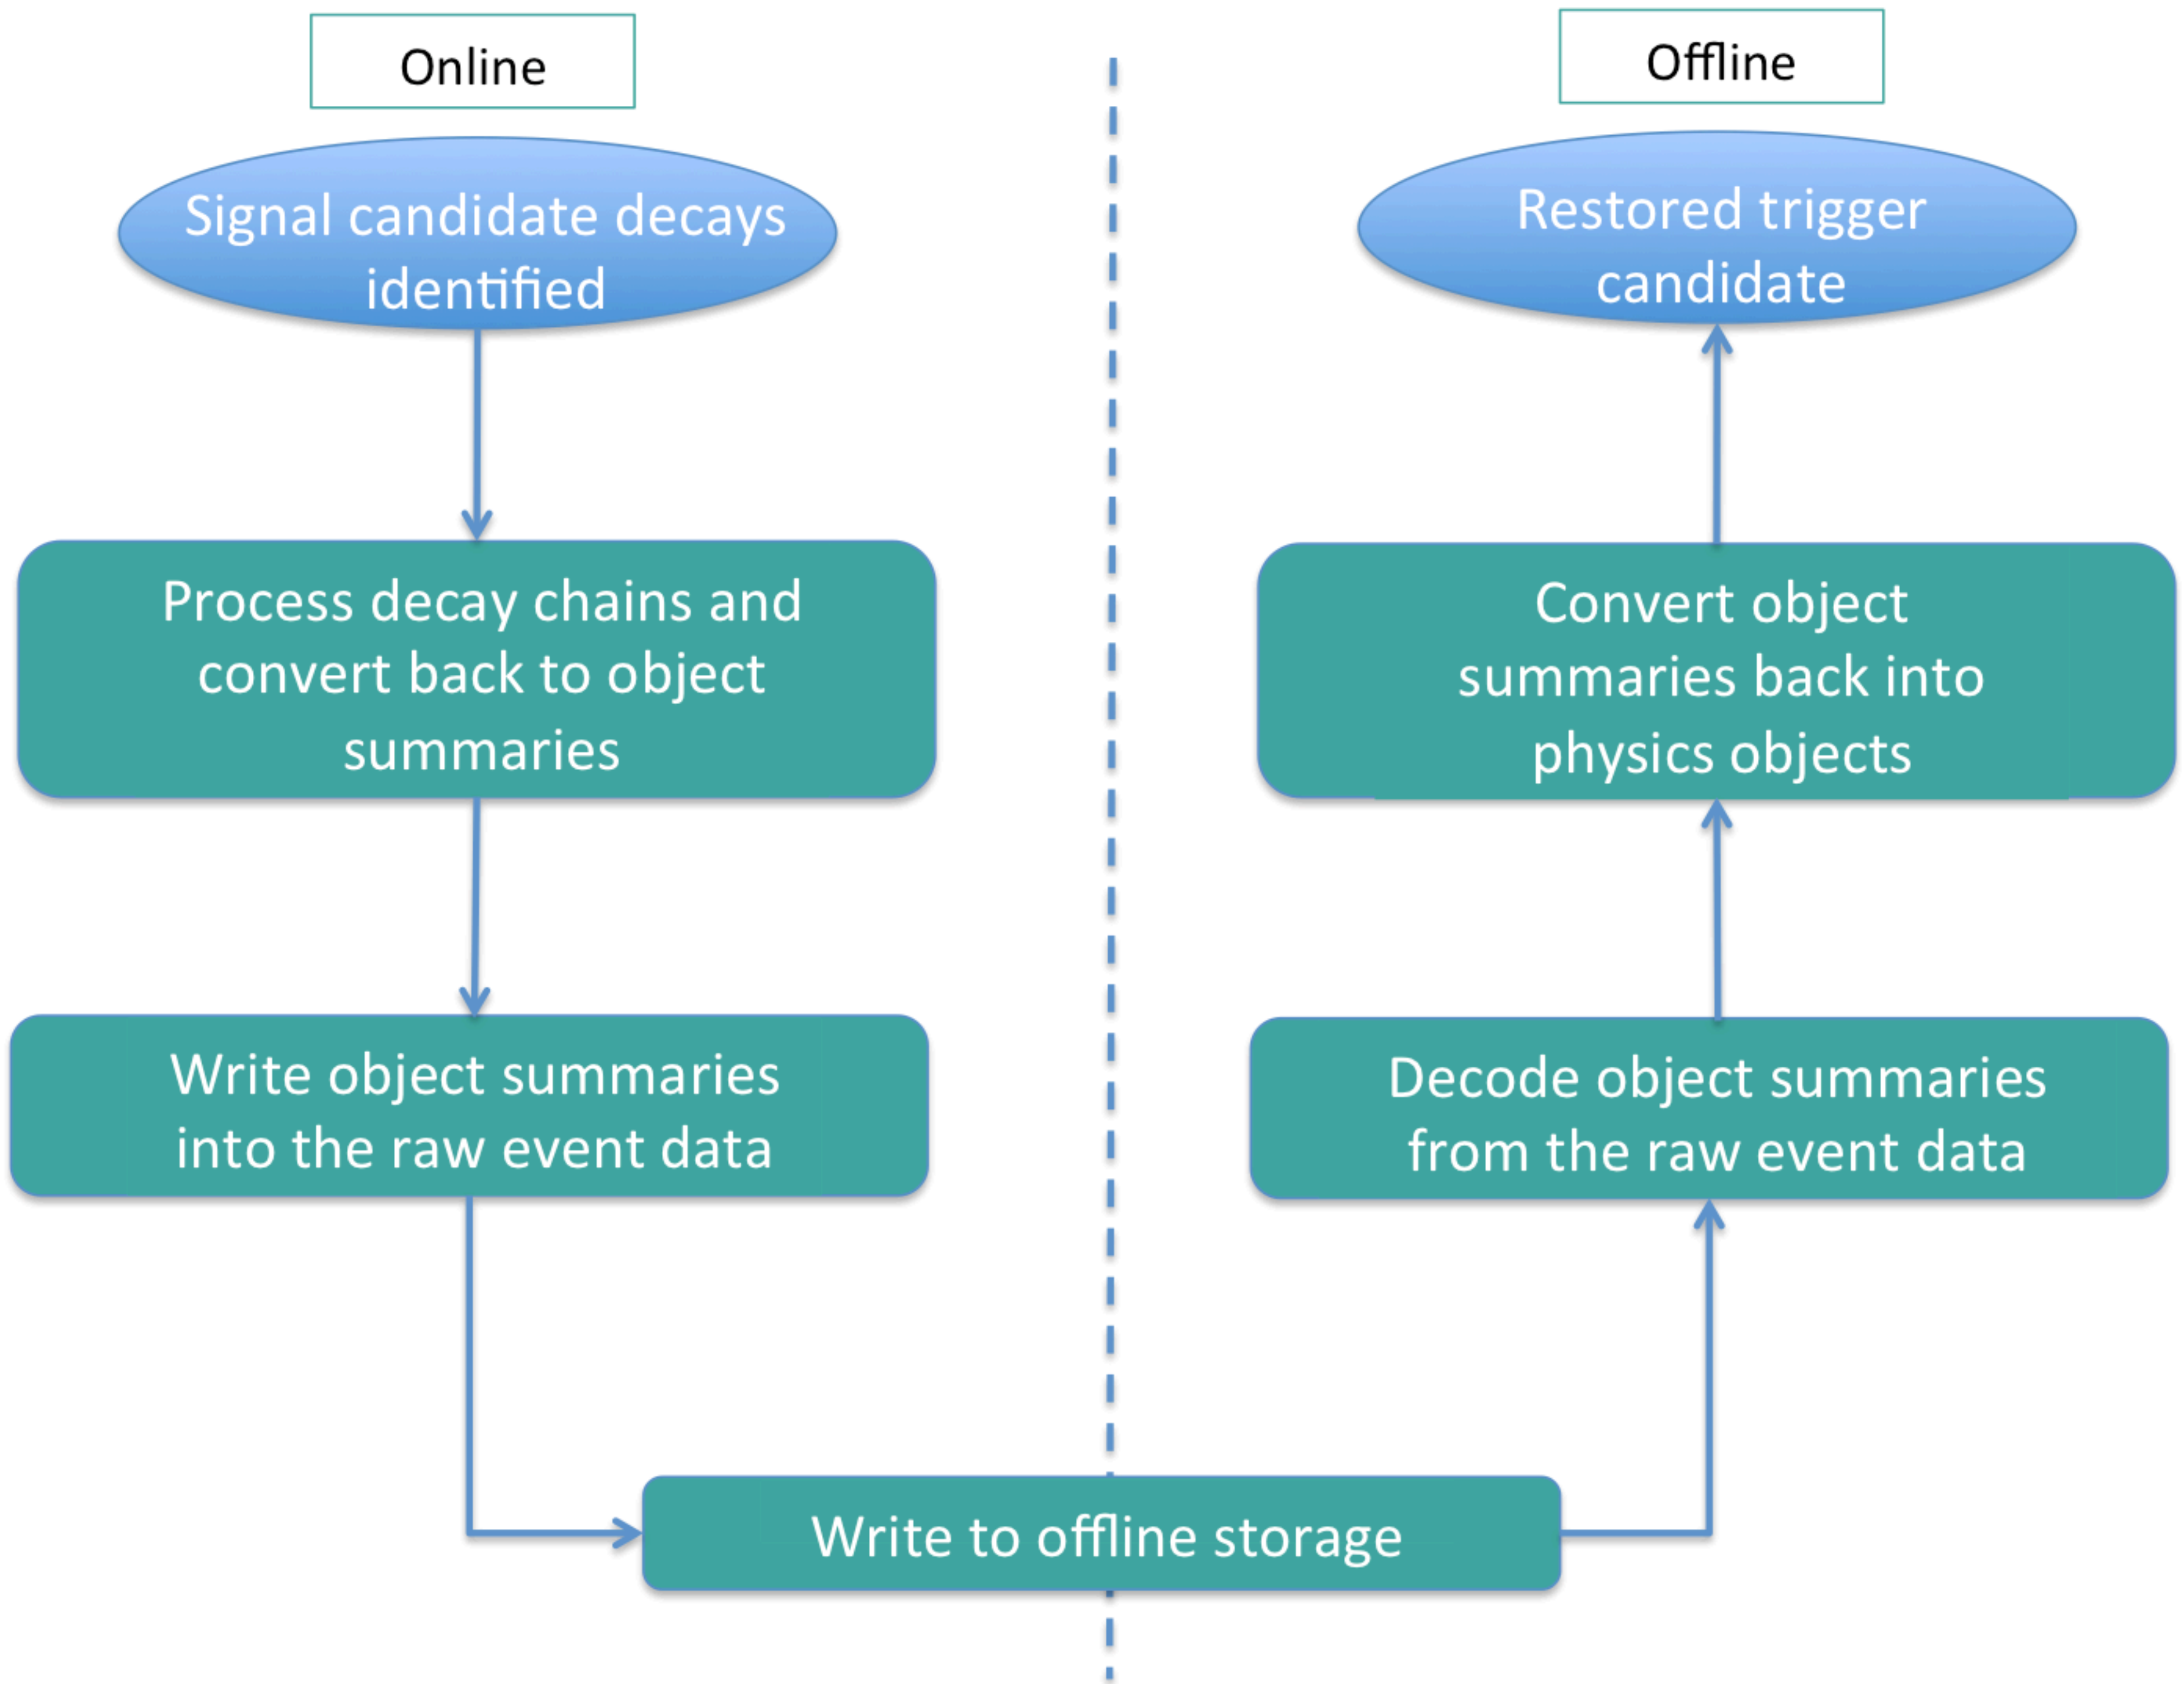 Online
Signal candidate decays
identified
Process decay chains and
convert back to object
summaries
Write object summaries
into the raw event data
Write to offline storage
Offline
Restored trigger
candidate
Convert object
summaries back into
physics objects
Decode object summaries
from the raw event data